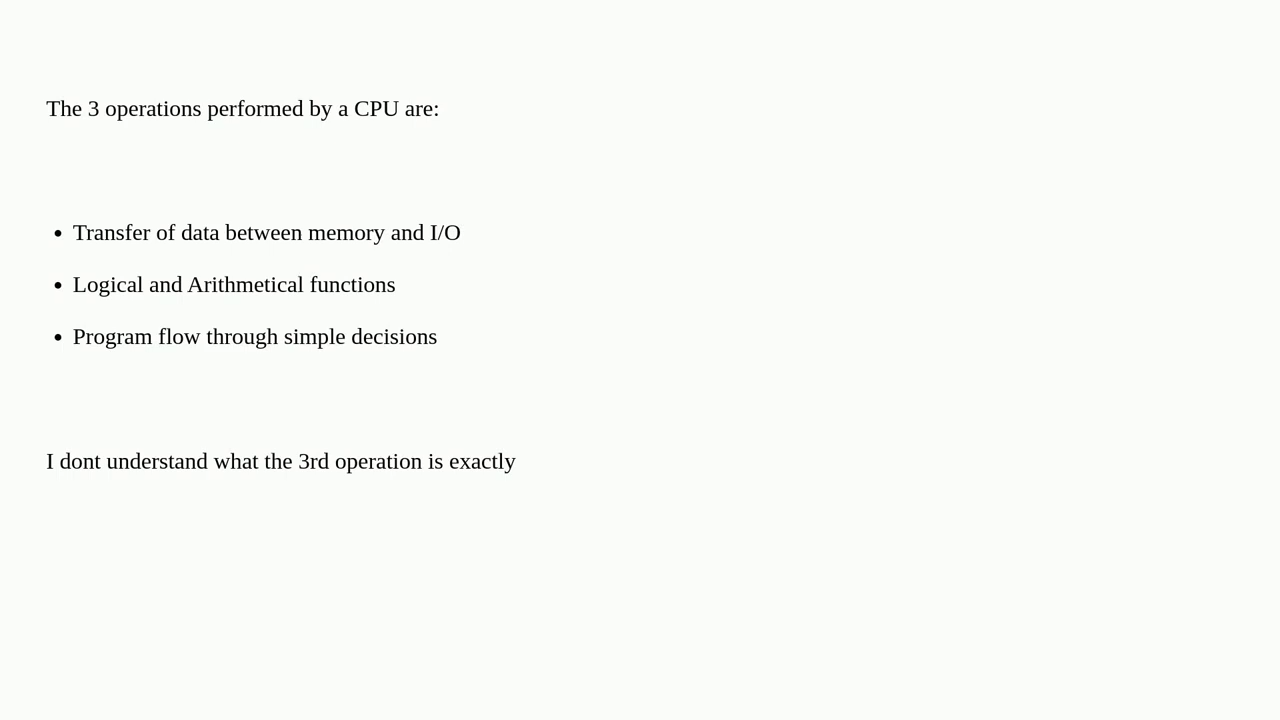 The 3 operations performed by a CPU are:
• Transfer of data between memory and I/O
• Logical and Arithmetical functions
• Program flow through simple decisions
I dont understand what the 3rd operation is exactly